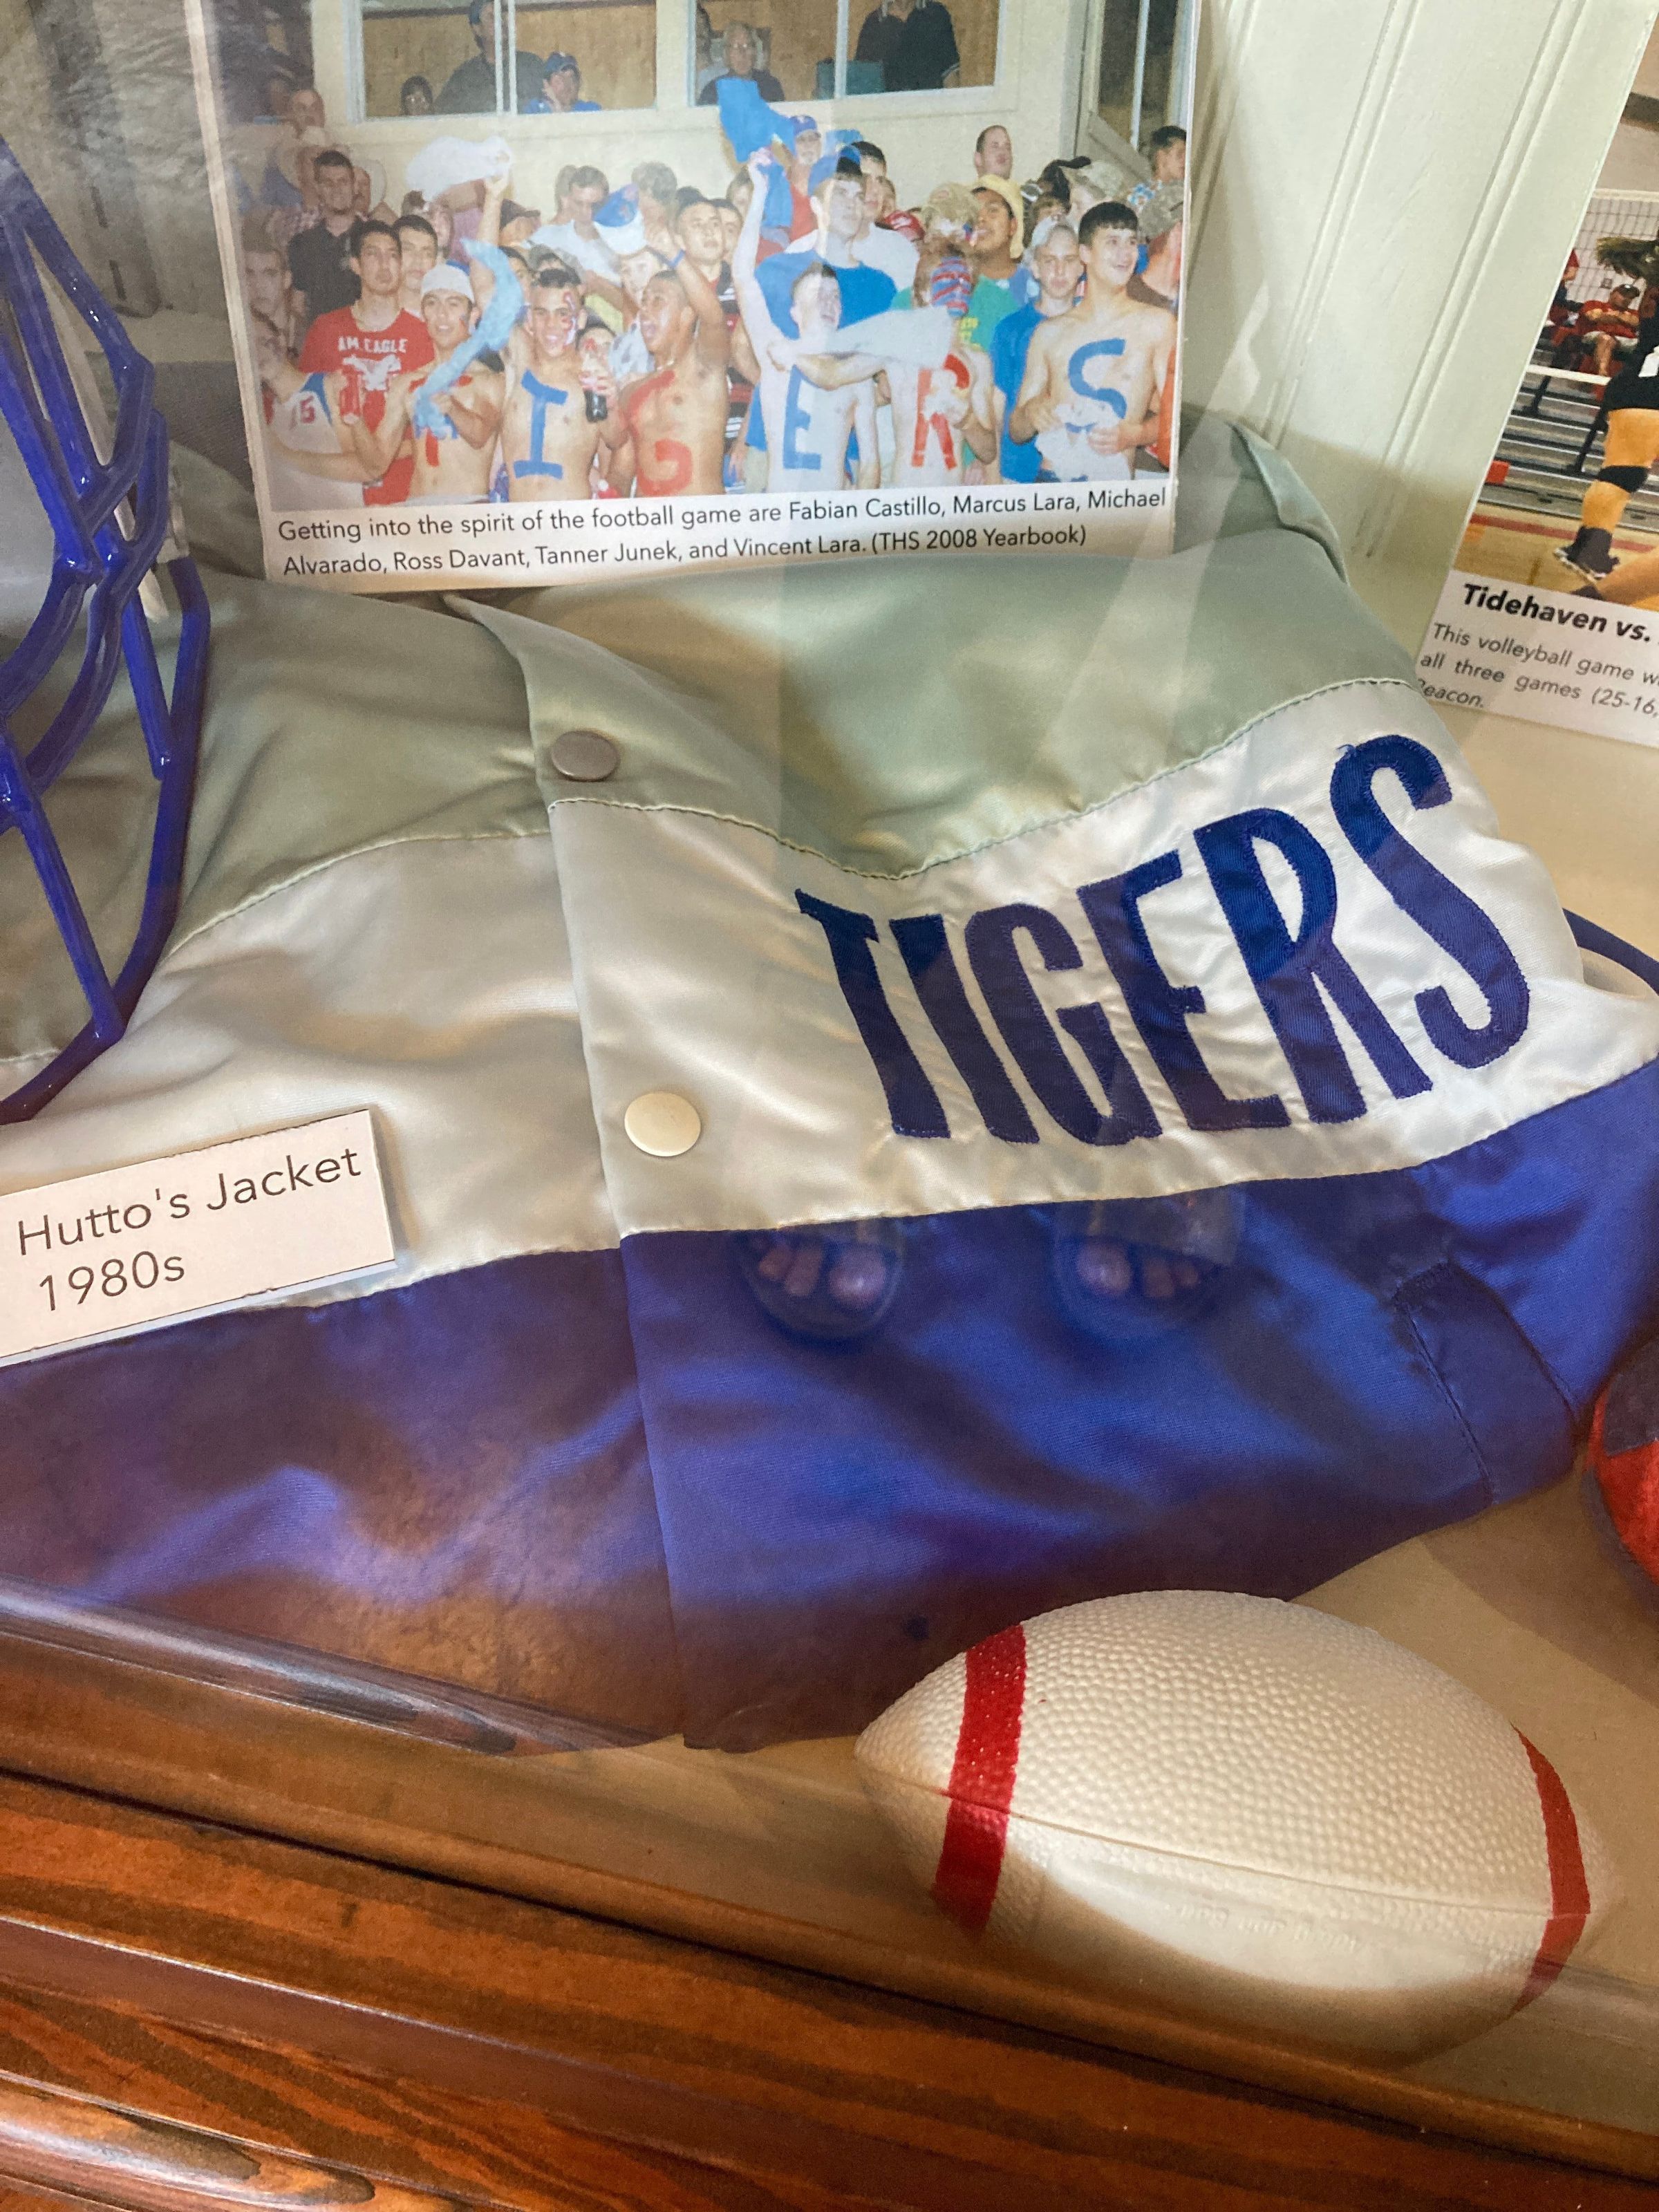 AM. EAGLE
15
T I G E R S
Getting into the spirit of the football game are Fabian Castillo, Marcus Lara, Michael
Alvarado, Ross Davant, Tanner Junek, and Vincent Lara. (THS 2008 Yearbook)
Tidehaven vs.
This volleyball game w
all three games (25-16,
Beacon.
TIGERS
Hutto's Jacket
1980s